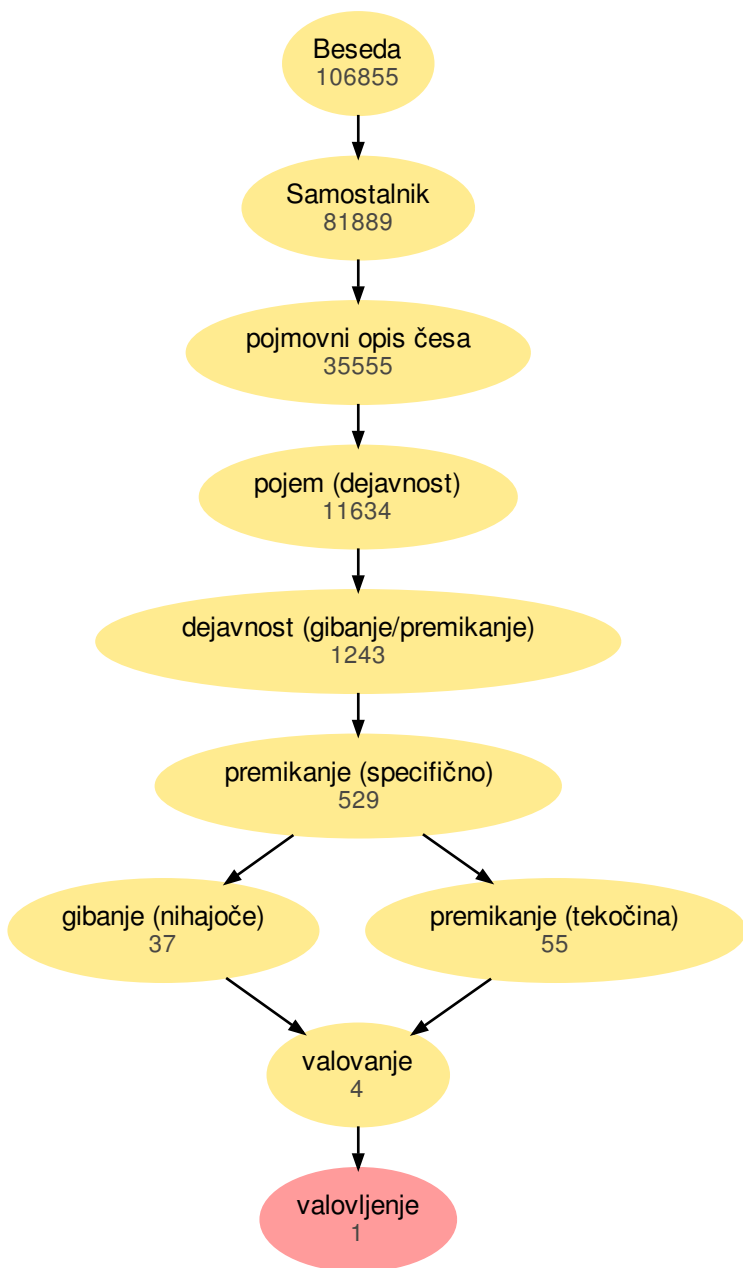 Beseda
106855
Samostalnik
81889
pojmovni opis česa
35555
pojem (dejavnost)
11634
dejavnost (gibanje/premikanje)
1243
premikanje (specifično)
529
gibanje (nihajoče)
37
premikanje (tekočina)
55
valovanje
4
valovljenje
1